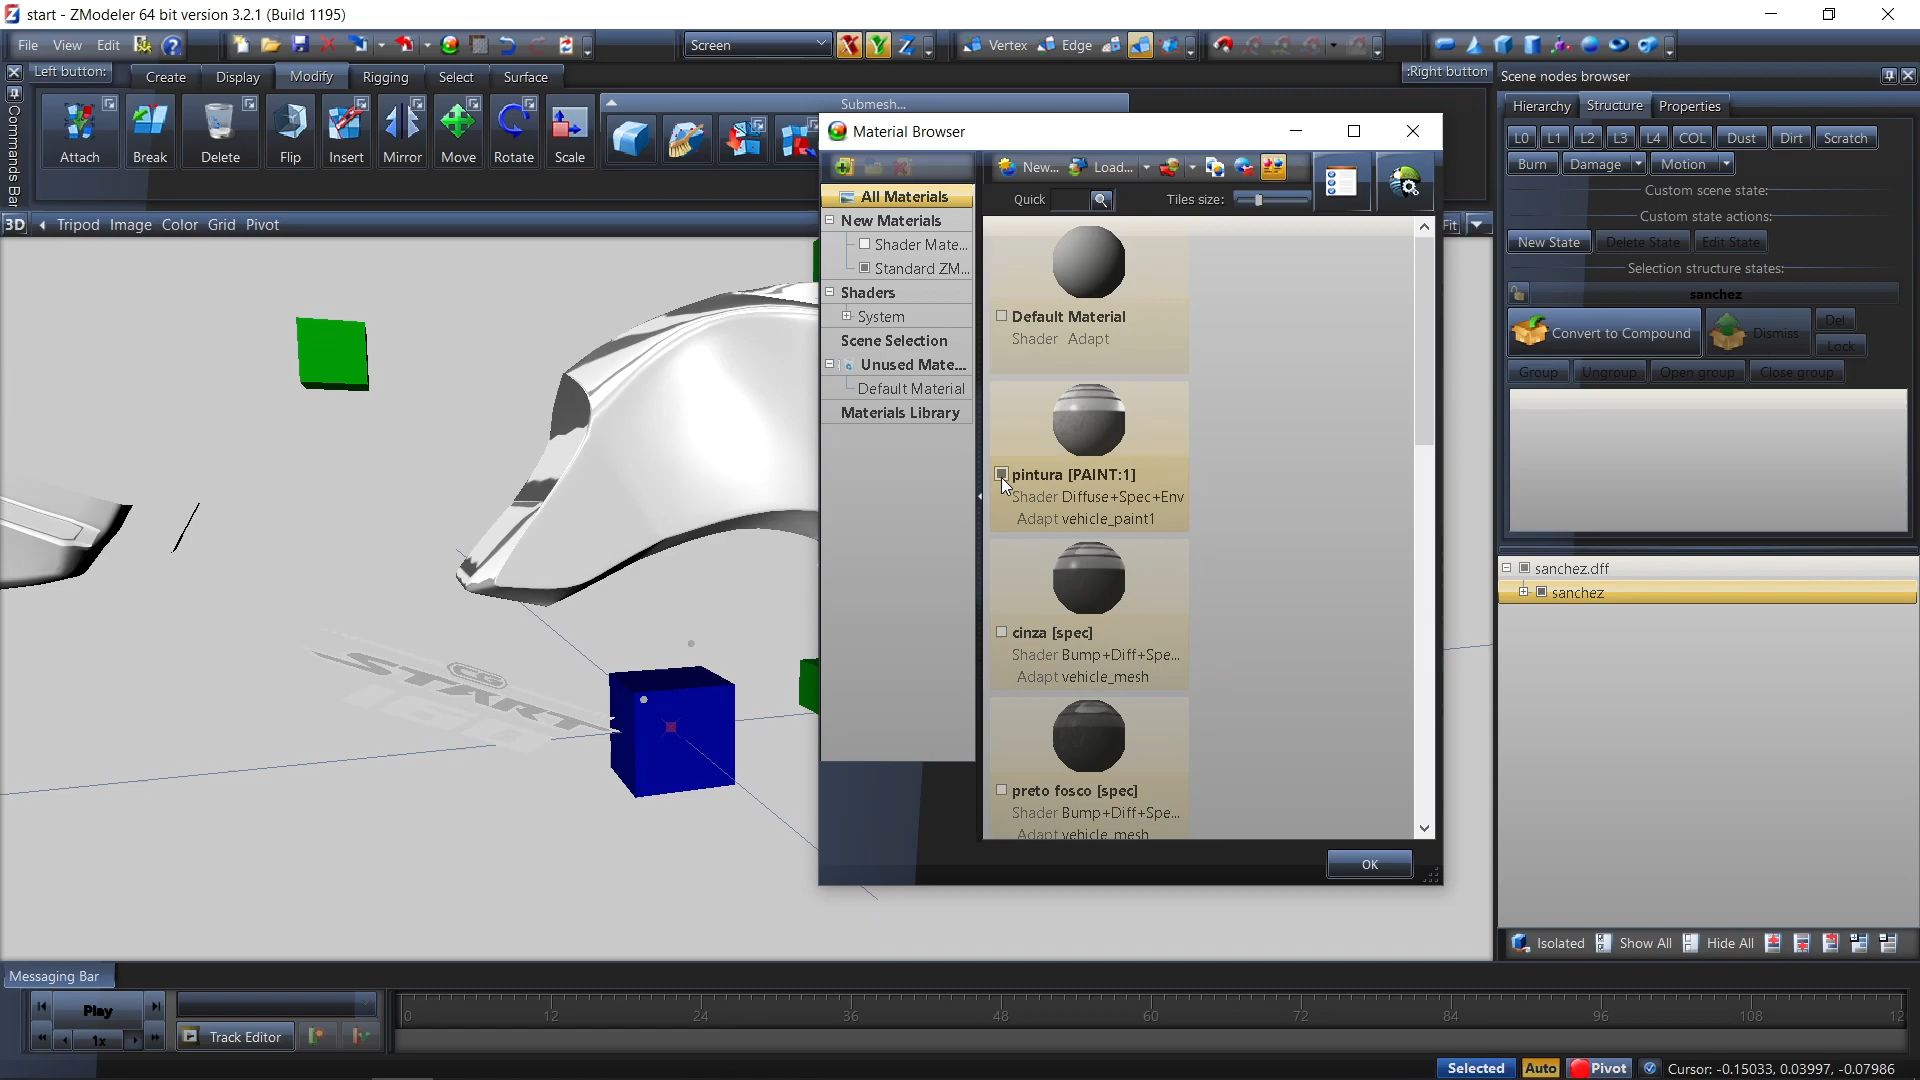 start - ZModeler 64 bit version 3.2.1 (Build 1195)
File View Edit
Screen
Z
Vertex Edge
Left button:
Create Display Modify Rigging Select Surface
:Right button
Commands Bar
Attach Break Delete Flip Insert Mirror Move Rotate Scale
Submesh...
3D Tripod Image Color Grid Pivot
Fit
Material Browser
New... Load...
Quick
Tiles size:
All Materials
New Materials
Shader Mate...
Standard ZM...
Shaders
System
Scene Selection
Unused Mate...
Default Material
Materials Library
Default Material
Shader Adapt
pintura [PAINT:1]
Shader Diffuse+Spec+Env
Adapt vehicle_paint1
cinza [spec]
Shader Bump+Diff+Spe...
Adapt vehicle_mesh
preto fosco [spec]
Shader Bump+Diff+Spe...
Adapt vehicle_mesh
OK
Scene nodes browser
Hierarchy Structure Properties
L0 L1 L2 L3 L4 COL Dust Dirt Scratch
Burn Damage Motion
Custom scene state:
Custom state actions:
New State Delete State Edit State
Selection structure states:
sanchez
Convert to Compound Dismiss Del
Lock
Group Ungroup Open group Close group
sanchez.dff
sanchez
Isolated Show All Hide All
CG
START
160
Messaging Bar
Play
1x
Track Editor
0 12 24 36 48 60 72 84 96 108 12
Selected Auto Pivot Cursor: -0.15033, 0.03997, -0.07986